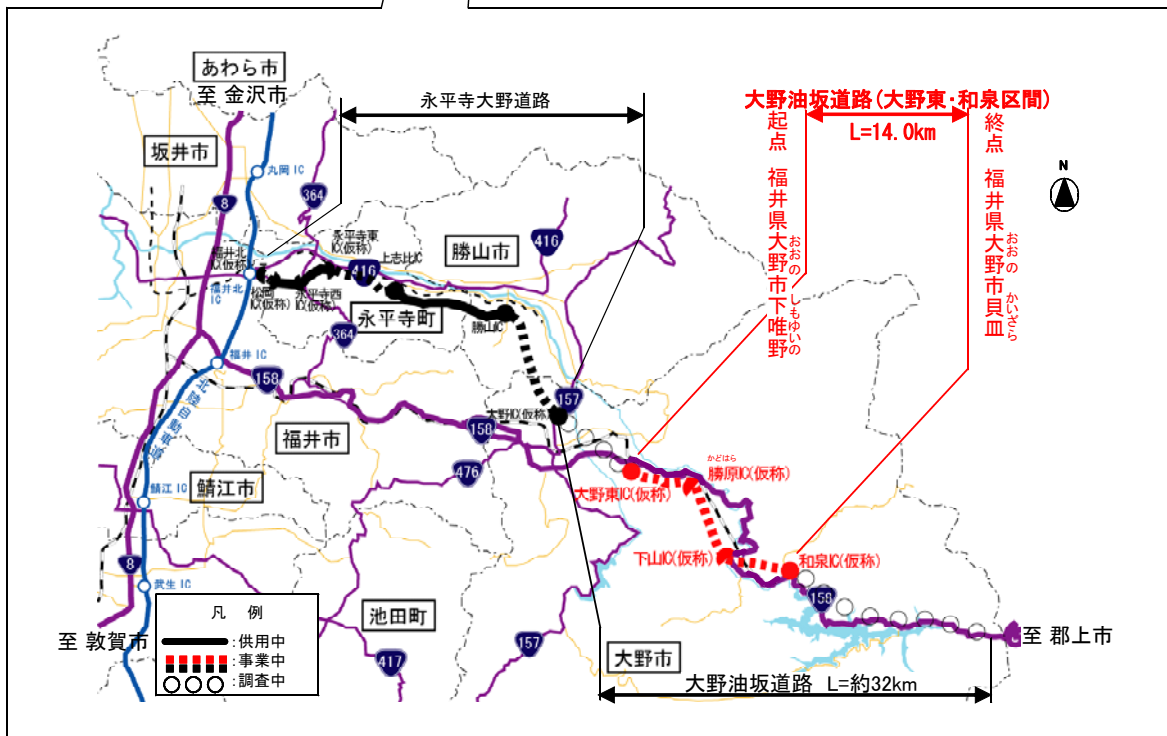 あわら市
至 金沢市
永平寺大野道路
大野油坂道路(大野東・和泉区間)
L=14.0km
起点 福井県大野市下唯野
おおの
しもゆいの
終点 福井県大野市貝皿
おおの
かいざら
N
坂井市
丸岡 IC
8
364
416
永平寺東
IC(仮称)
上志比IC
勝山市
416
福井北
IC(仮称)
福井北
IC
松岡
IC(仮称)
永平寺西
IC(仮称)
永平寺町
勝山IC
364
福井 IC
158
157
大野IC(仮称)
北陸自動車道
福井市
158
476
かどはら
勝原IC(仮称)
大野東IC(仮称)
鯖江 IC
鯖江市
下山IC(仮称)
和泉IC(仮称)
8
武生 IC
158
凡 例
:供用中
:事業中
:調査中
池田町
至 敦賀市
417
157
大野市
至 郡上市
大野油坂道路 L=約32km